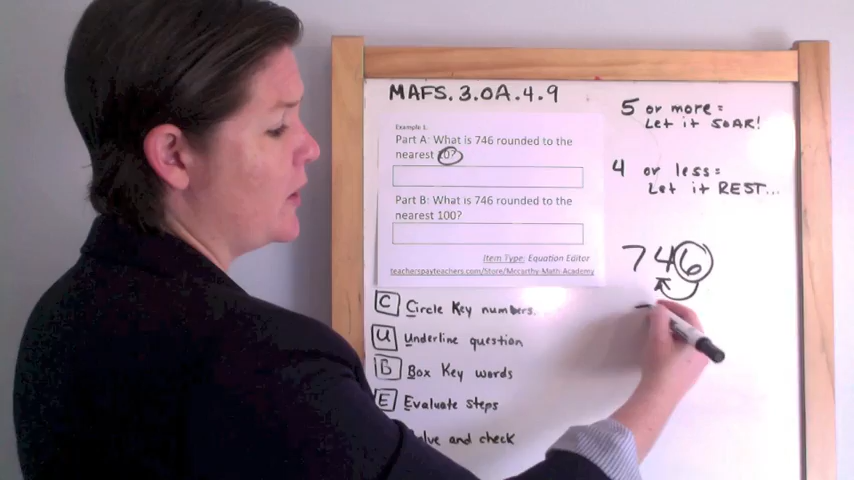 MAFS.3.OA.4.9
Example 1.
Part A: What is 746 rounded to the
nearest 10?
Part B: What is 746 rounded to the
nearest 100?
Item Type: Equation Editor
teacherspayteachers.com/Store/Mccarthy-Math-Academy
C Circle Key numbers.
U Underline question
B Box Key words
E Evaluate steps
and check
5 or more =
Let it SOAR!
4 or less=
Let it REST...
746